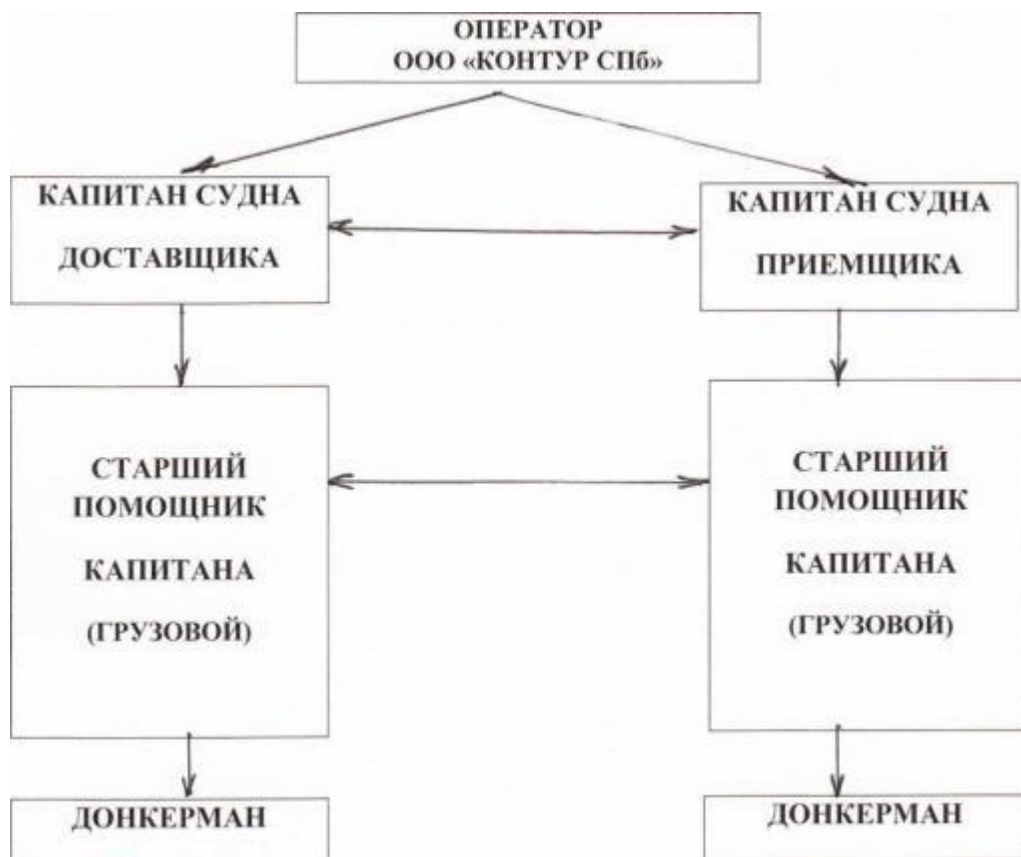 ОПЕРАТОР
ООО «КОНТУР СПб»
КАПИТАН СУДНА
ДОСТАВЩИКА
КАПИТАН СУДНА
ПРИЕМЩИКА
СТАРШИЙ
ПОМОЩНИК
КАПИТАНА
(ГРУЗОВОЙ)
СТАРШИЙ
ПОМОЩНИК
КАПИТАНА
(ГРУЗОВОЙ)
ДОНКЕРМАН
ДОНКЕРМАН